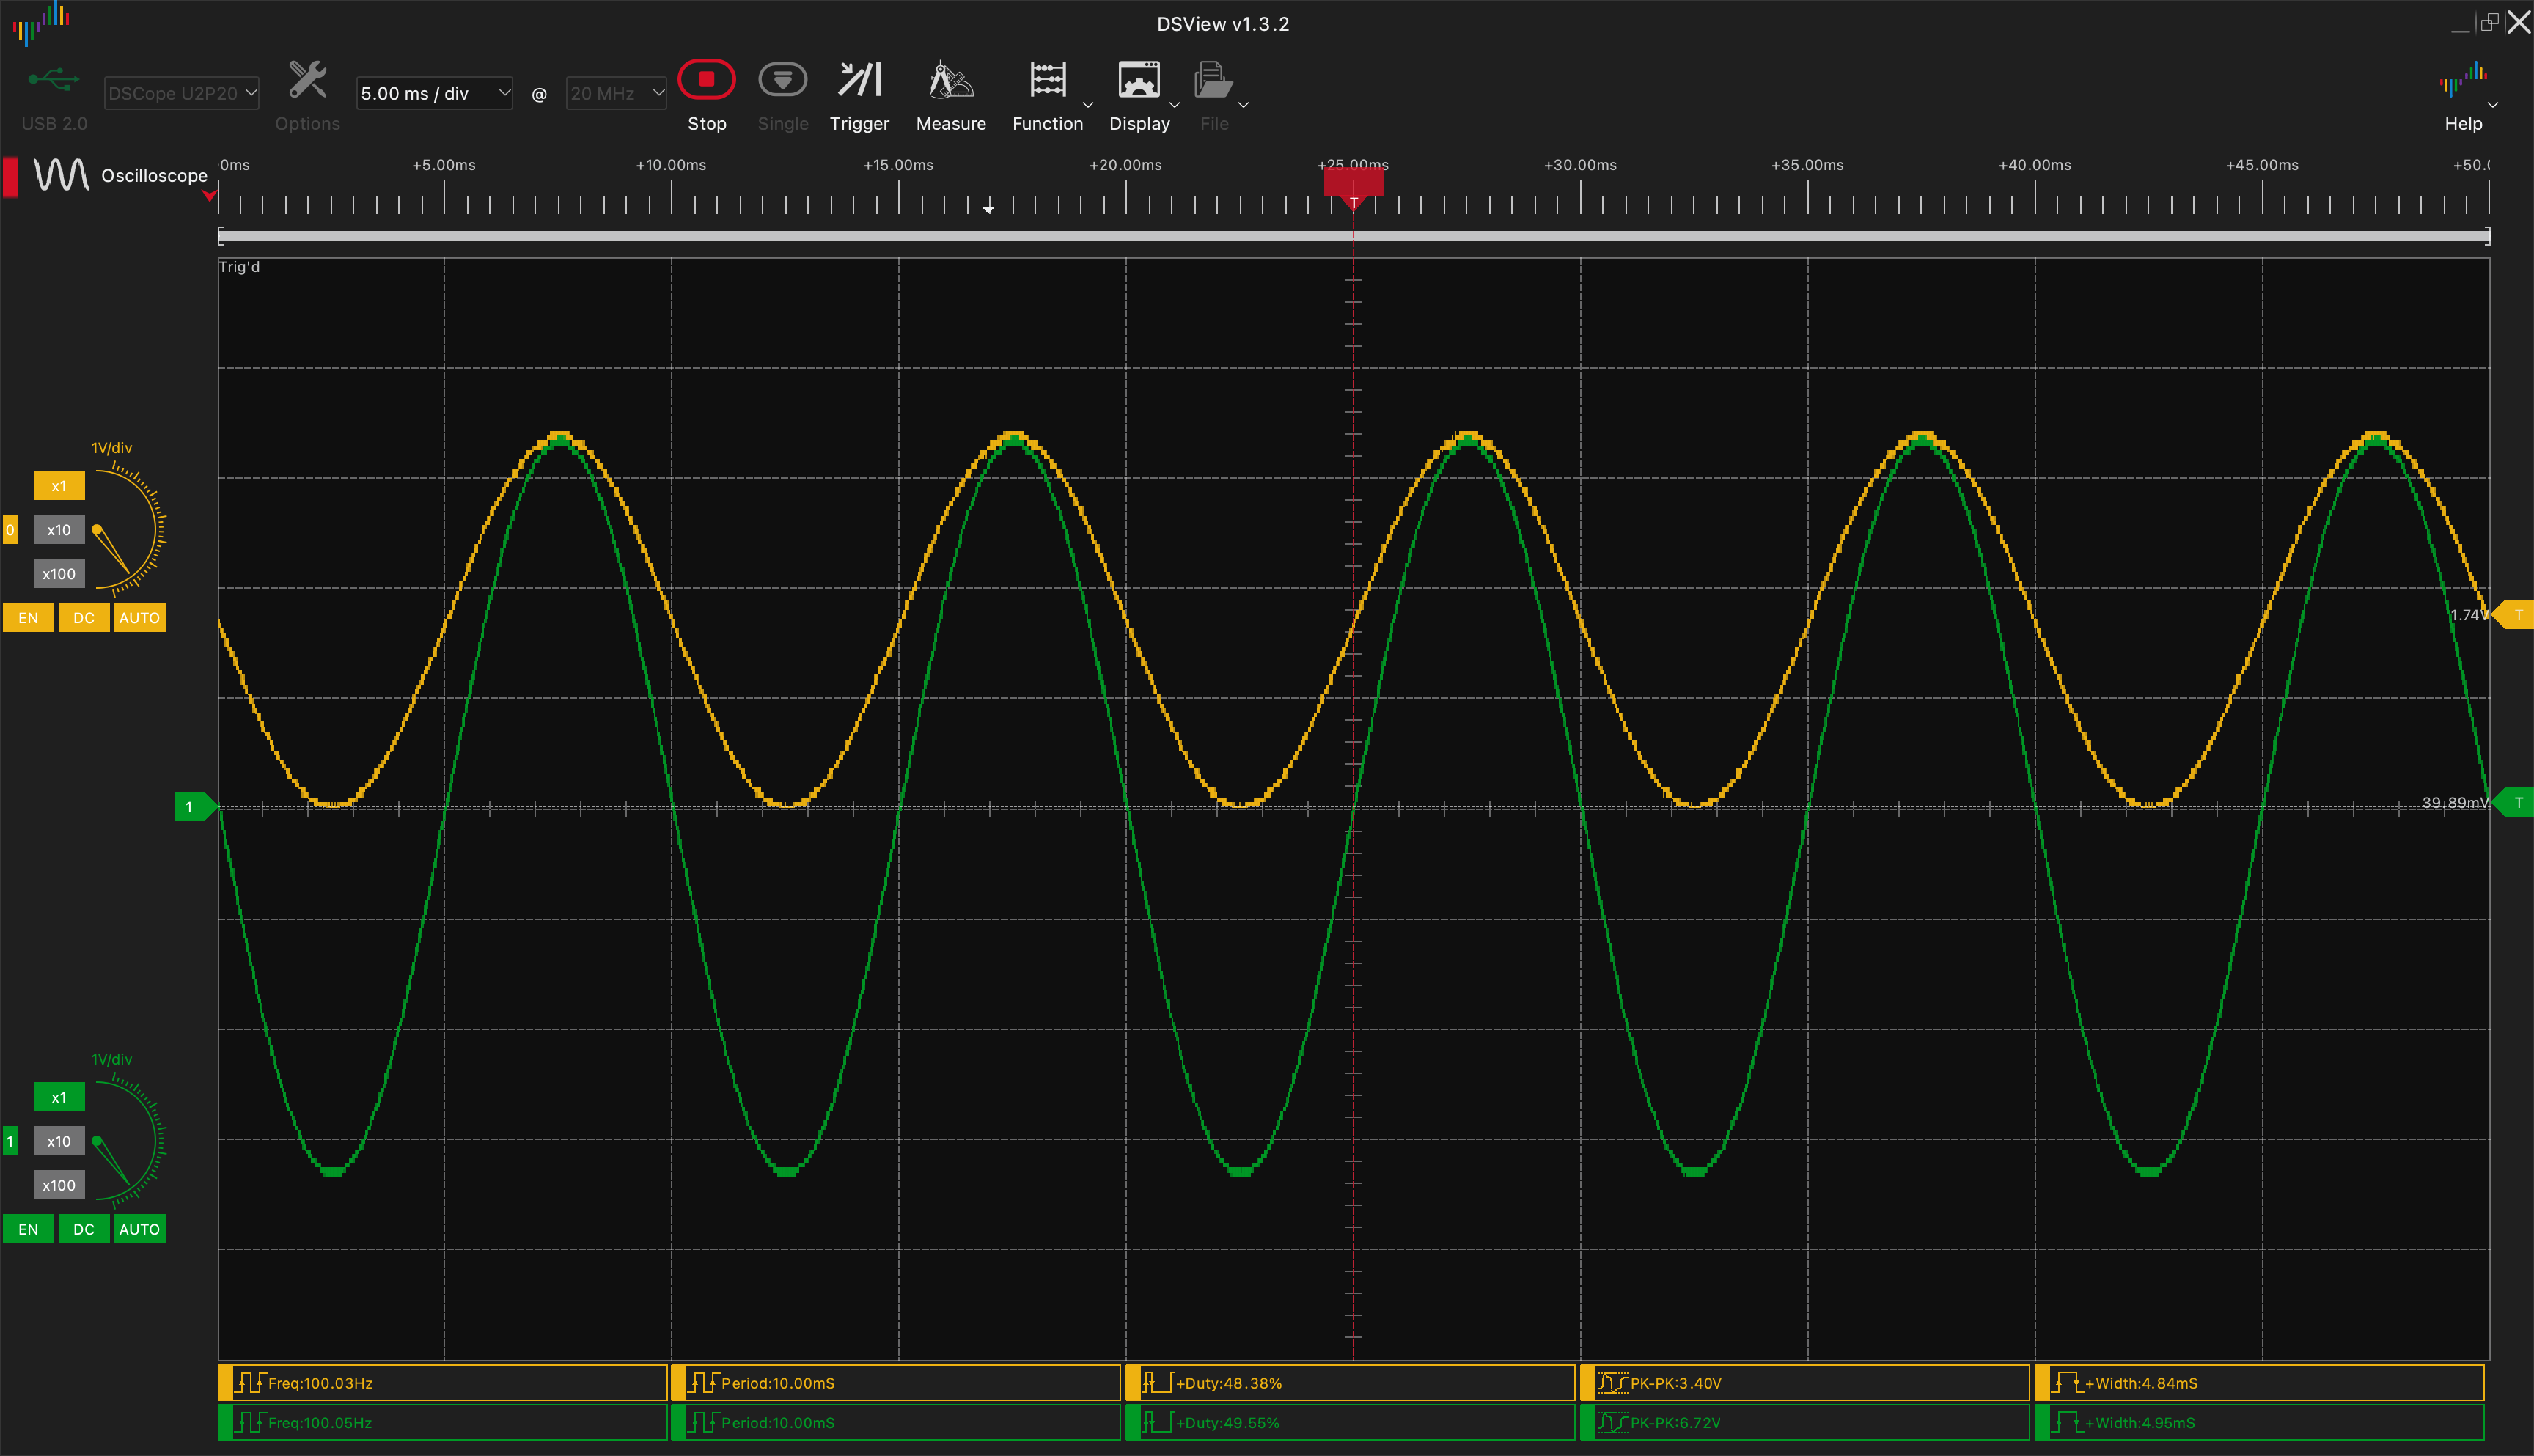 DSView v1.3.2
USB 2.0
DSCope U2P20
Options
5.00 ms / div
@
20 MHz
Stop
Single
Trigger
Measure
Function
Display
File
Help
Oscilloscope
0ms +5.00ms +10.00ms +15.00ms +20.00ms +25.00ms +30.00ms +35.00ms +40.00ms +45.00ms +50.0
T
Trig'd
1V/div
x1
0 x10
x100
EN DC AUTO
1.74V T
1
39.89mV T
1V/div
x1
1 x10
x100
EN DC AUTO
Freq:100.03Hz Period:10.00mS +Duty:48.38% PK-PK:3.40V +Width:4.84mS
Freq:100.05Hz Period:10.00mS +Duty:49.55% PK-PK:6.72V +Width:4.95mS